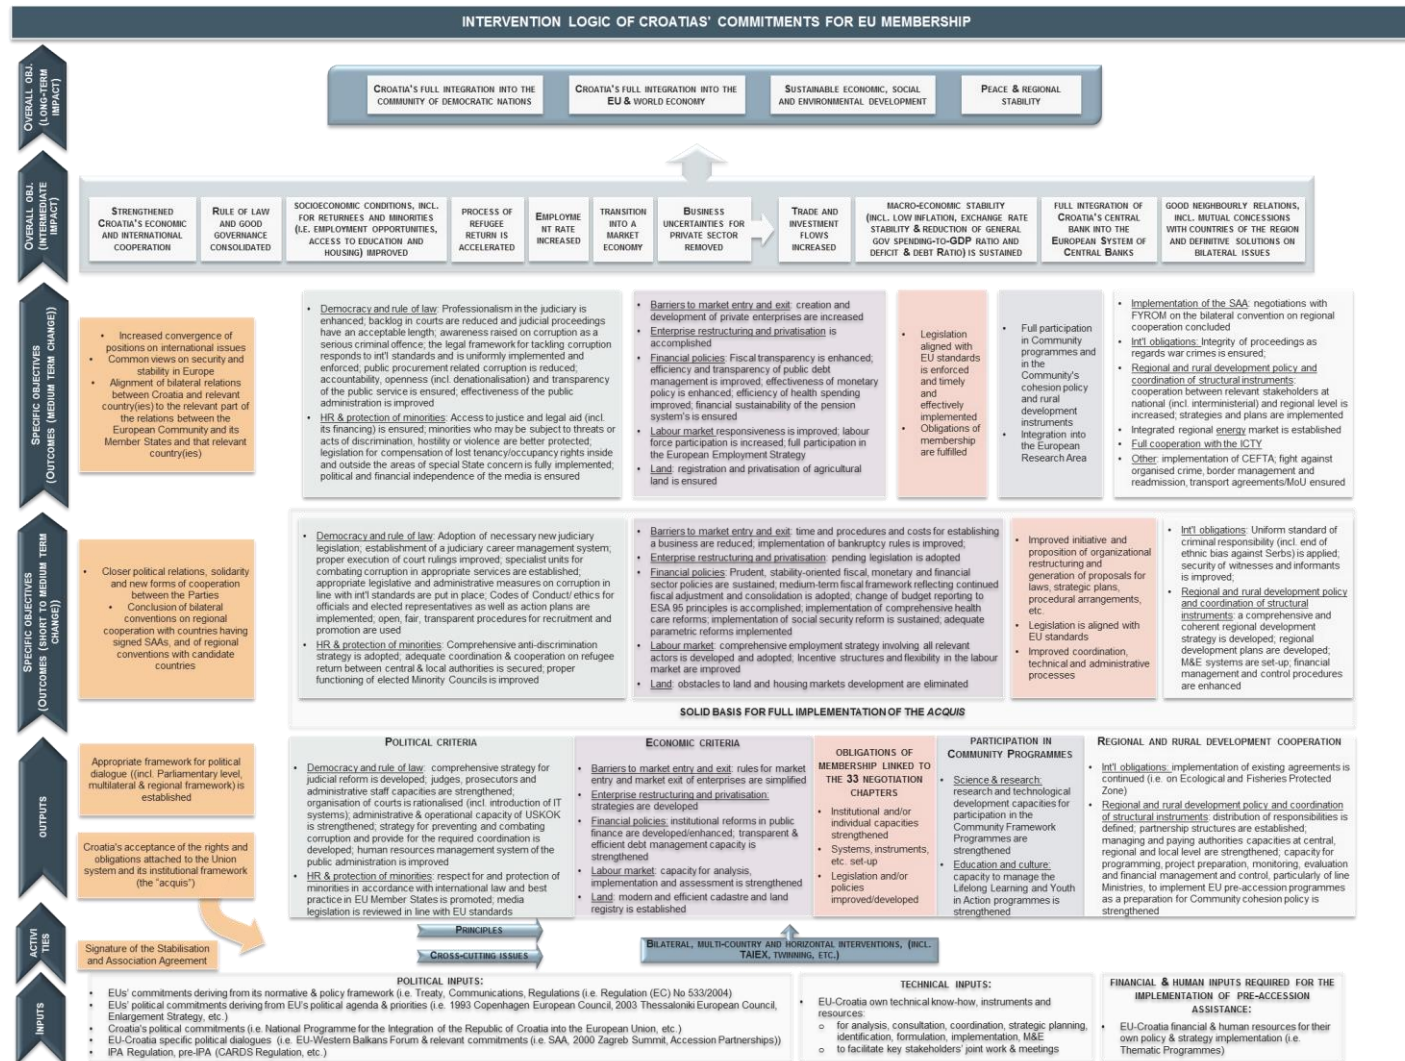 INTERVENTION LOGIC OF CROATIAS' COMMITMENTS FOR EU MEMBERSHIP
OVERALL OBJ.
(LONG-TERM
IMPACT)
CROATIA'S FULL INTEGRATION INTO THE
COMMUNITY OF DEMOCRATIC NATIONS
CROATIA'S FULL INTEGRATION INTO THE
EU & WORLD ECONOMY
SUSTAINABLE ECONOMIC, SOCIAL
AND ENVIRONMENTAL DEVELOPMENT
PEACE & REGIONAL
STABILITY
OVERALL OBJ.
(INTERMEDIATE
IMPACT)
STRENGTHENED
CROATIA'S ECONOMIC
AND INTERNATIONAL
COOPERATION
RULE OF LAW
AND GOOD
GOVERNANCE
CONSOLIDATED
SOCIOECONOMIC CONDITIONS, INCL.
FOR RETURNEES AND MINORITIES
(I.E. EMPLOYMENT OPPORTUNITIES,
ACCESS TO EDUCATION AND
HOUSING) IMPROVED
PROCESS OF
REFUGEE
RETURN IS
ACCELERATED
EMPLOYME
NT RATE
INCREASED
TRANSITION
INTO A
MARKET
ECONOMY
BUSINESS
UNCERTAINTIES FOR
PRIVATE SECTOR
REMOVED
TRADE AND
INVESTMENT
FLOWS
INCREASED
MACRO-ECONOMIC STABILITY
(INCL. LOW INFLATION, EXCHANGE RATE
STABILITY & REDUCTION OF GENERAL
GOV SPENDING-TO-GDP RATIO AND
DEFICIT & DEBT RATIO) IS SUSTAINED
FULL INTEGRATION OF
CROATIA'S CENTRAL
BANK INTO THE
EUROPEAN SYSTEM OF
CENTRAL BANKS
GOOD NEIGHBOURLY RELATIONS,
INCL. MUTUAL CONCESSIONS
WITH COUNTRIES OF THE REGION
AND DEFINITIVE SOLUTIONS ON
BILATERAL ISSUES
SPECIFIC OBJECTIVES
(OUTCOMES (MEDIUM TERM CHANGE))
• Increased convergence of
positions on international issues
• Common views on security and
stability in Europe
• Alignment of bilateral relations
between Croatia and relevant
country(ies) to the relevant part of
the relations between the
European Community and its
Member States and that relevant
country(ies)
• Democracy and rule of law: Professionalism in the judiciary is
enhanced; backlog in courts are reduced and judicial proceedings
have an acceptable length; awareness raised on corruption as a
serious criminal offence; the legal framework for tackling corruption
responds to int'l standards and is uniformly implemented and
enforced; public procurement related corruption is reduced;
accountability, openness (incl. denationalisation) and transparency
of the public service is ensured; effectiveness of the public
administration is improved
• HR & protection of minorities: Access to justice and legal aid (incl.
its financing) is ensured; minorities who may be subject to threats or
acts of discrimination, hostility or violence are better protected;
legislation for compensation of lost tenancy/occupancy rights inside
and outside the areas of special State concern is fully implemented;
political and financial independence of the media is ensured
• Barriers to market entry and exit: creation and
development of private enterprises are increased
• Enterprise restructuring and privatisation is
accomplished
• Financial policies: Fiscal transparency is enhanced;
efficiency and transparency of public debt
management is improved; effectiveness of monetary
policy is enhanced; efficiency of health spending
improved; financial sustainability of the pension
system's is ensured
• Labour market responsiveness is improved; labour
force participation is increased; full participation in
the European Employment Strategy
• Land: registration and privatisation of agricultural
land is ensured
• Legislation
aligned with
EU standards
is enforced
and timely
and
effectively
implemented
• Obligations of
membership
are fulfilled
• Full participation
in Community
programmes and
in the
Community's
cohesion policy
and rural
development
instruments
• Integration into
the European
Research Area
• Implementation of the SAA: negotiations with
FYROM on the bilateral convention on regional
cooperation concluded
• Int'l obligations: Integrity of proceedings as
regards war crimes is ensured;
• Regional and rural development policy and
coordination of structural instruments:
cooperation between relevant stakeholders at
national (incl. interministerial) and regional level is
increased; strategies and plans are implemented
• Integrated regional energy market is established
• Full cooperation with the ICTY
• Other: implementation of CEFTA; fight against
organised crime, border management and
readmission, transport agreements/MoU ensured
SPECIFIC OBJECTIVES
(OUTCOMES (SHORT TO MEDIUM TERM
CHANGE))
• Closer political relations, solidarity
and new forms of cooperation
between the Parties
• Conclusion of bilateral
conventions on regional
cooperation with countries having
signed SAAs, and of regional
conventions with candidate
countries
• Democracy and rule of law: Adoption of necessary new judiciary
legislation; establishment of a judiciary career management system;
proper execution of court rulings improved; specialist units for
combating corruption in appropriate services are established;
appropriate legislative and administrative measures on corruption in
line with int'l standards are put in place; Codes of Conduct/ ethics for
officials and elected representatives as well as action plans are
implemented; open, fair, transparent procedures for recruitment and
promotion are used
• HR & protection of minorities: Comprehensive anti-discrimination
strategy is adopted; adequate coordination & cooperation on refugee
return between central & local authorities is secured; proper
functioning of elected Minority Councils is improved
• Barriers to market entry and exit: time and procedures and costs for establishing
a business are reduced; implementation of bankruptcy rules is improved;
• Enterprise restructuring and privatisation: pending legislation is adopted
• Financial policies: Prudent, stability-oriented fiscal, monetary and financial
sector policies are sustained; medium-term fiscal framework reflecting continued
fiscal adjustment and consolidation is adopted; change of budget reporting to
ESA 95 principles is accomplished; implementation of comprehensive health
care reforms; implementation of social security reform is sustained; adequate
parametric reforms implemented
• Labour market: comprehensive employment strategy involving all relevant
actors is developed and adopted; Incentive structures and flexibility in the labour
market are improved
• Land: obstacles to land and housing markets development are eliminated
• Improved initiative and
proposition of organizational
restructuring and
generation of proposals for
laws, strategic plans,
procedural arrangements,
etc.
• Legislation is aligned with
EU standards
• Improved coordination,
technical and administrative
processes
• Int'l obligations: Uniform standard of
criminal responsibility (incl. end of
ethnic bias against Serbs) is applied;
security of witnesses and informants
is improved;
• Regional and rural development policy
and coordination of structural
instruments: a comprehensive and
coherent regional development
strategy is developed; regional
development plans are developed;
M&E systems are set-up; financial
management and control procedures
are enhanced
SOLID BASIS FOR FULL IMPLEMENTATION OF THE ACQUIS
OUTPUTS
Appropriate framework for political
dialogue ((incl. Parliamentary level,
multilateral & regional framework) is
established
Croatia's acceptance of the rights and
obligations attached to the Union
system and its institutional framework
(the "acquis")
POLITICAL CRITERIA
• Democracy and rule of law: comprehensive strategy for
judicial reform is developed; judges, prosecutors and
administrative staff capacities are strengthened;
organisation of courts is rationalised (incl. introduction of IT
systems); administrative & operational capacity of USKOK
is strengthened; strategy for preventing and combating
corruption and provide for the required coordination is
developed; human resources management system of the
public administration is improved
• HR & protection of minorities: respect for and protection of
minorities in accordance with international law and best
practice in EU Member States is promoted; media
legislation is reviewed in line with EU standards
ECONOMIC CRITERIA
• Barriers to market entry and exit: rules for market
entry and market exit of enterprises are simplified
• Enterprise restructuring and privatisation:
strategies are developed
• Financial policies: institutional reforms in public
finance are developed/enhanced; transparent &
efficient debt management capacity is
strengthened
• Labour market: capacity for analysis,
implementation and assessment is strengthened
• Land: modern and efficient cadastre and land
registry is established
OBLIGATIONS OF
MEMBERSHIP LINKED TO
THE 33 NEGOTIATION
CHAPTERS
• Institutional and/or
individual capacities
strengthened
• Systems, instruments,
etc. set-up
• Legislation and/or
policies
improved/developed
PARTICIPATION IN
COMMUNITY PROGRAMMES
• Science & research:
research and technological
development capacities for
participation in the
Community Framework
Programmes are
strengthened
• Education and culture:
capacity to manage the
Lifelong Learning and Youth
in Action programmes is
strengthened
REGIONAL AND RURAL DEVELOPMENT COOPERATION
• Int'l obligations: implementation of existing agreements is
continued (i.e. on Ecological and Fisheries Protected
Zone)
• Regional and rural development policy and coordination
of structural instruments: distribution of responsibilities is
defined; partnership structures are established;
managing and paying authorities capacities at central,
regional and local level are strengthened; capacity for
programming, project preparation, monitoring, evaluation
and financial management and control, particularly of line
Ministries, to implement EU pre-accession programmes
as a preparation for Community cohesion policy is
strengthened
ACTIVI
TIES
Signature of the Stabilisation
and Association Agreement
PRINCIPLES
CROSS-CUTTING ISSUES
BILATERAL, MULTI-COUNTRY AND HORIZONTAL INTERVENTIONS, (INCL.
TAIEX, TWINNING, ETC.)
INPUTS
POLITICAL INPUTS:
• EUs' commitments deriving from its normative & policy framework (i.e. Treaty, Communications, Regulations (i.e. Regulation (EC) No 533/2004)
• EUs' political commitments deriving from EU's political agenda & priorities (i.e. 1993 Copenhagen European Council, 2003 Thessaloniki European Council,
Enlargement Strategy, etc.)
• Croatia's political commitments (i.e. National Programme for the Integration of the Republic of Croatia into the European Union, etc.)
• EU-Croatia specific political dialogues (i.e. EU-Western Balkans Forum & relevant commitments (i.e. SAA, 2000 Zagreb Summit, Accession Partnerships))
• IPA Regulation, pre-IPA (CARDS Regulation, etc.)
TECHNICAL INPUTS:
• EU-Croatia own technical know-how, instruments and
resources:
o for analysis, consultation, coordination, strategic planning,
identification, formulation, implementation, M&E
o to facilitate key stakeholders' joint work & meetings
FINANCIAL & HUMAN INPUTS REQUIRED FOR THE
IMPLEMENTATION OF PRE-ACCESSION
ASSISTANCE:
• EU-Croatia financial & human resources for their
own policy & strategy implementation (i.e.
Thematic Programmes)